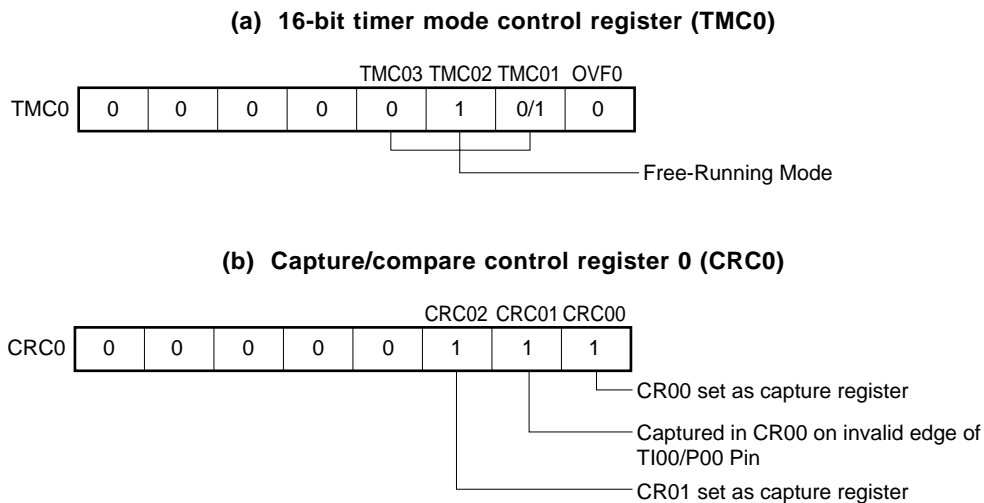 (a) 16-bit timer mode control register (TMC0)
TMC03 TMC02 TMC01 OVF0
TMC0 0 0 0 0 0 1 0/1 0
Free-Running Mode
(b) Capture/compare control register 0 (CRC0)
CRC02 CRC01 CRC00
CRC0 0 0 0 0 0 1 1 1
CR00 set as capture register
Captured in CR00 on invalid edge of
TI00/P00 Pin
CR01 set as capture register